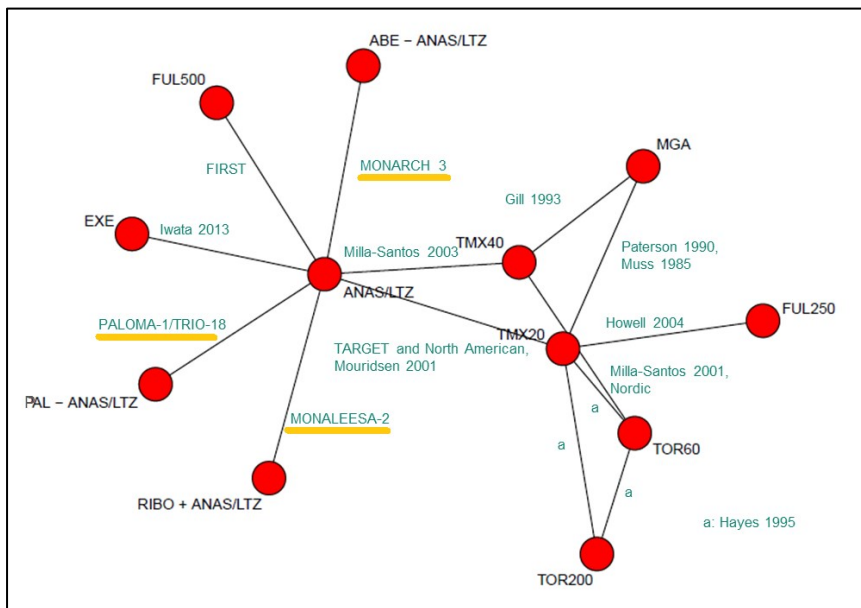 ABE – ANAS/LTZ
FUL500
MGA
FIRST
MONARCH 3
Gill 1993
EXE
Iwata 2013
Milla-Santos 2003
TMX40
Paterson 1990,
Muss 1985
ANAS/LTZ
FUL250
PALOMA-1/TRIO-18
TMX20
Howell 2004
TARGET and North American,
Mouridsen 2001
Milla-Santos 2001,
Nordic
PAL – ANAS/LTZ
a
MONALEESA-2
a
TOR60
RIBO + ANAS/LTZ
a
a: Hayes 1995
TOR200